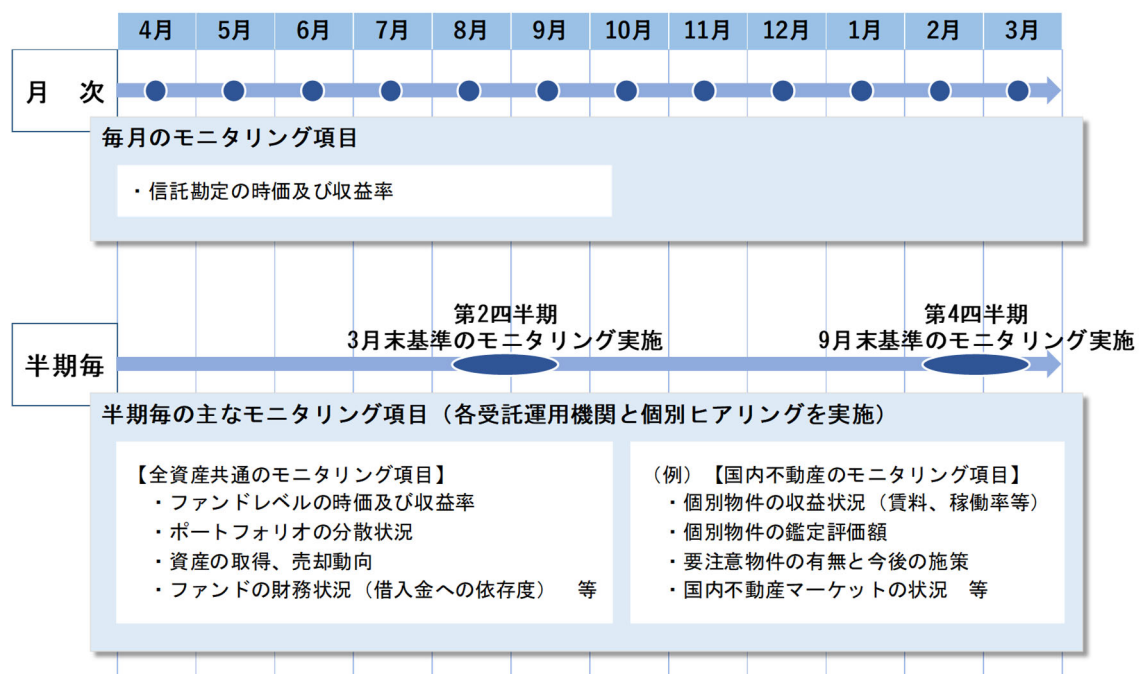 4月 5月 6月 7月 8月 9月 10月 11月 12月 1月 2月 3月
月　次
毎月のモニタリング項目
・信託勘定の時価及び収益率
第2四半期
3月末基準のモニタリング実施
第4四半期
9月末基準のモニタリング実施
半期毎
半期毎の主なモニタリング項目（各受託運用機関と個別ヒアリングを実施）
【全資産共通のモニタリング項目】
・ファンドレベルの時価及び収益率
・ポートフォリオの分散状況
・資産の取得、売却動向
・ファンドの財務状況（借入金への依存度）　等
（例）【国内不動産のモニタリング項目】
・個別物件の収益状況（賃料、稼働率等）
・個別物件の鑑定評価額
・要注意物件の有無と今後の施策
・国内不動産マーケットの状況　等